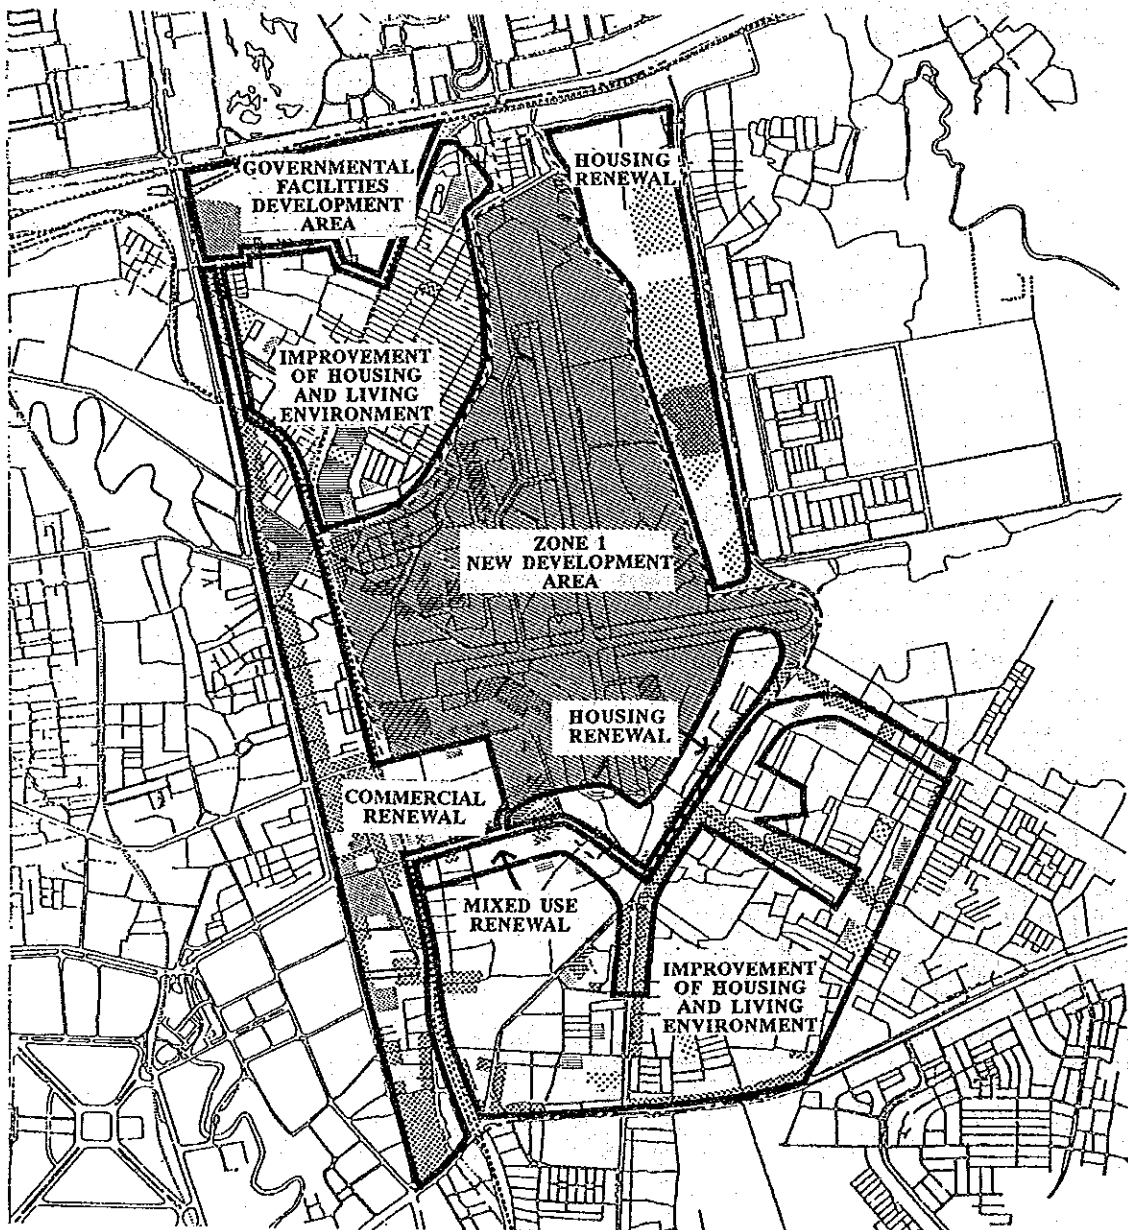 GOVERNMENTAL
FACILITIES
DEVELOPMENT
AREA
HOUSING
RENEWAL
IMPROVEMENT
OF HOUSING
AND LIVING
ENVIRONMENT
ZONE 1
NEW DEVELOPMENT
AREA
HOUSING
RENEWAL
COMMERCIAL
RENEWAL
MIXED USE
RENEWAL
IMPROVEMENT
OF HOUSING
AND LIVING
ENVIRONMENT